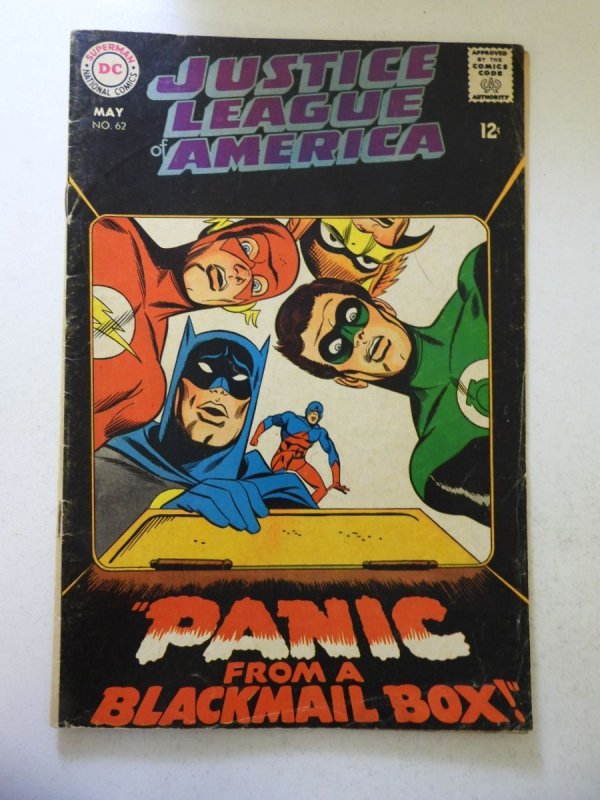 SUPERMAN
DC
NATIONAL COMICS
MAY
NO. 62
JUSTICE
LEAGUE
of AMERICA
APPROVED
BY THE
COMICS
CODE
CA
AUTHORITY
12¢
"PANIC
FROM A
BLACKMAIL BOX!"